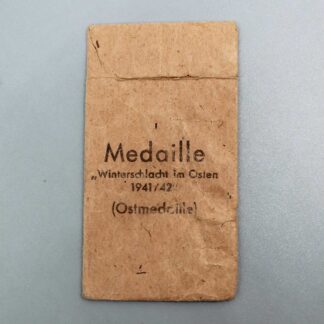 Medaille
„Winterschlacht im Osten
1941/42"
(Ostmedaille)